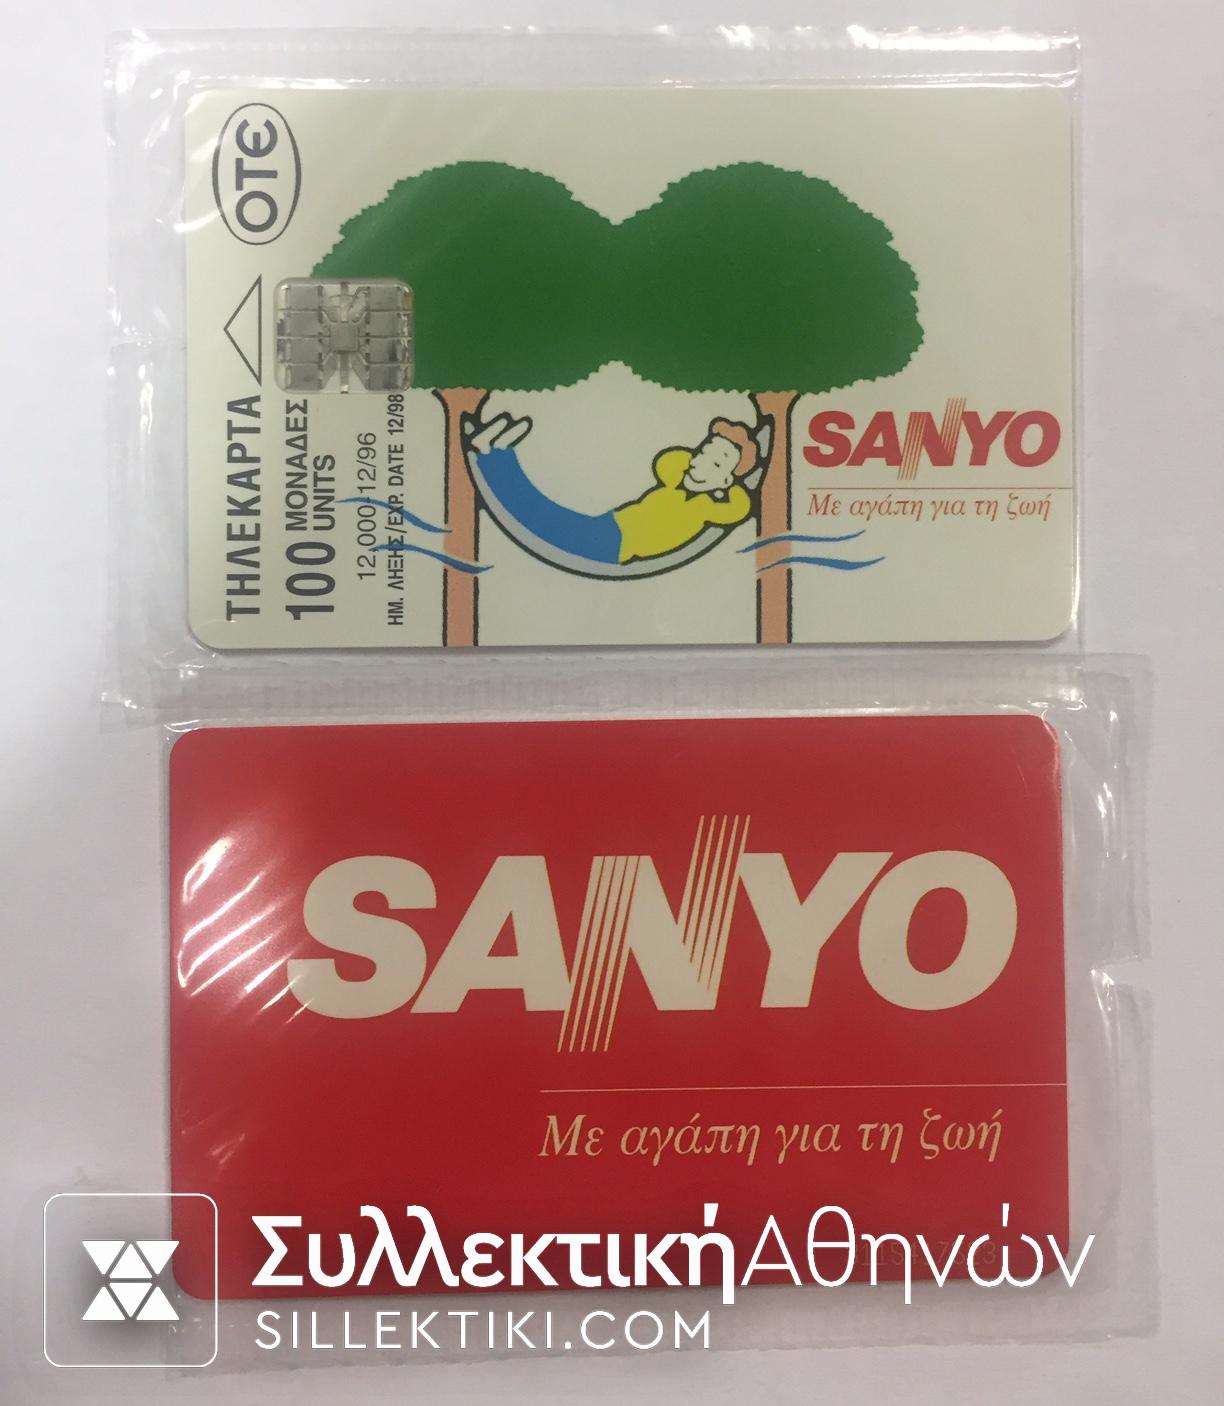 ΟΤΕ
ΤΗΛΕΚΑΡΤΑ
100 ΜΟΝΑΔΕΣ
UNITS
12.000-12/96
ΗΜ. ΛΗΞΗΣ/EXP. DATE 12/98
SANYO
Με αγάπη για τη ζωή
SANYO
Με αγάπη για τη ζωή
ΣυλλεκτικήΑθηνών
SILLEKTIKI.COM